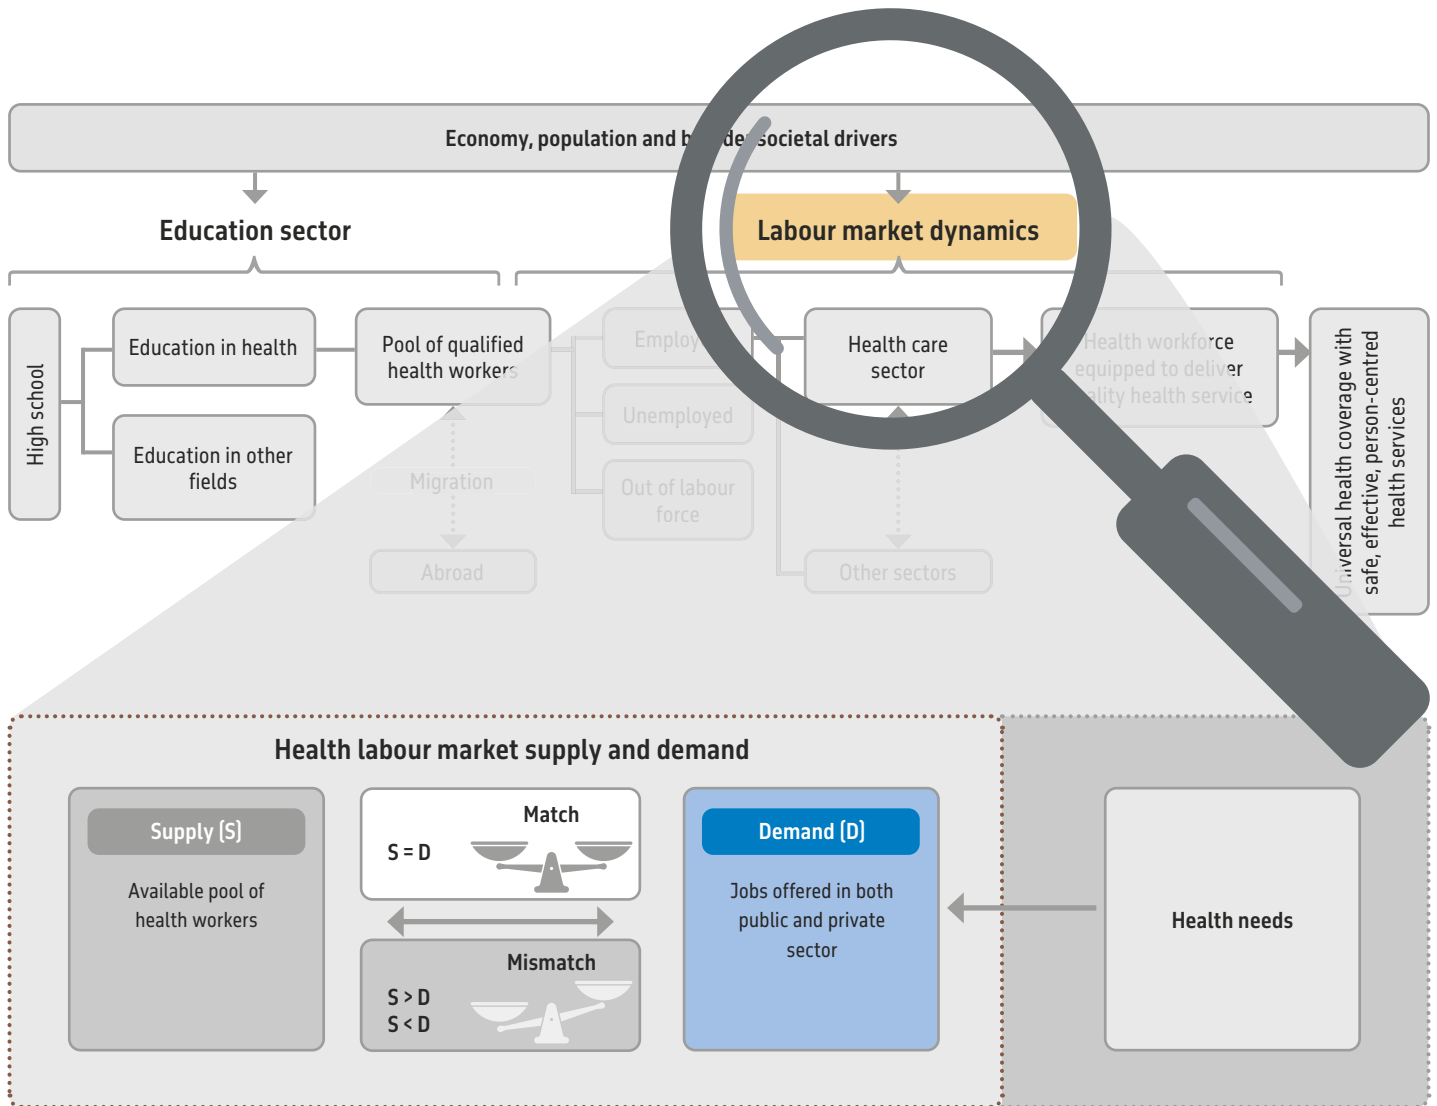 Economy, population and b der societal drivers
Education sector
Labour market dynamics
High school
Education in health
Education in other
fields
Pool of qualified
health workers
Migration
Abroad
Employ
Unemployed
Out of labour
force
Health care
sector
Other sectors
Health workforce
equipped to deliver
ality health service
Universal health coverage with
safe, effective, person-centred
health services
Health labour market supply and demand
Supply (S)
Available pool of
health workers
Match
S = D
Mismatch
S > D
S < D
Demand (D)
Jobs offered in both
public and private
sector
Health needs